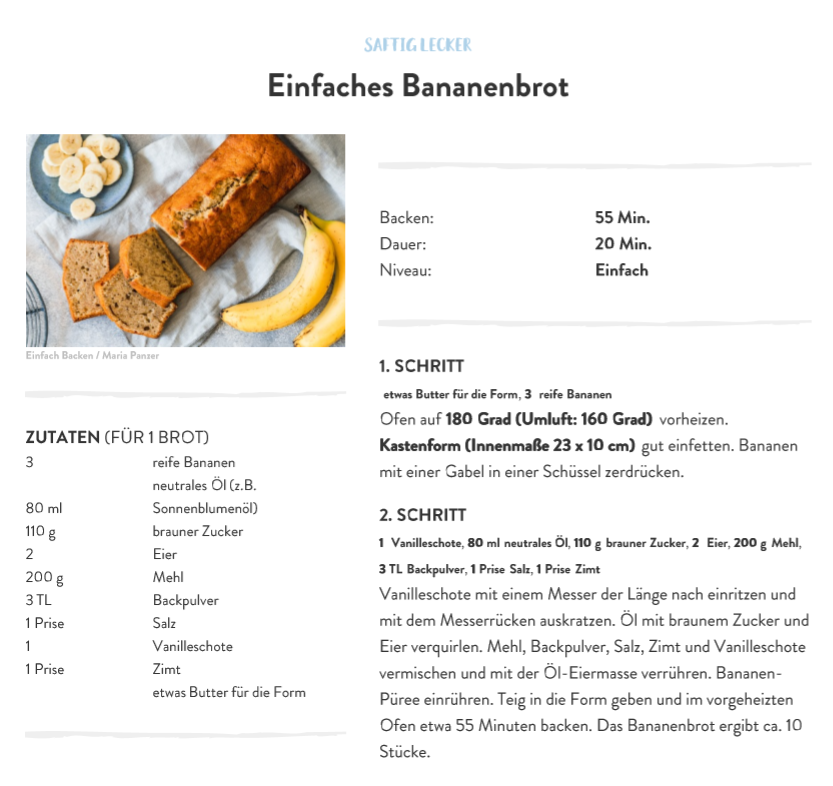 SAFTIG LECKER
Einfaches Bananenbrot
Einfach Backen / Maria Panzer
ZUTATEN (FÜR 1 BROT)
3 reife Bananen
neutrales Öl (z.B.
80 ml Sonnenblumenöl)
110 g brauner Zucker
2 Eier
200 g Mehl
3 TL Backpulver
1 Prise Salz
1 Vanilleschote
1 Prise Zimt
etwas Butter für die Form
Backen: 55 Min.
Dauer: 20 Min.
Niveau: Einfach
1. SCHRITT
etwas Butter für die Form, 3 reife Bananen
Ofen auf 180 Grad (Umluft: 160 Grad) vorheizen.
Kastenform (Innenmaße 23 x 10 cm) gut einfetten. Bananen
mit einer Gabel in einer Schüssel zerdrücken.
2. SCHRITT
1 Vanilleschote, 80 ml neutrales Öl, 110 g brauner Zucker, 2 Eier, 200 g Mehl,
3 TL Backpulver, 1 Prise Salz, 1 Prise Zimt
Vanilleschote mit einem Messer der Länge nach einritzen und
mit dem Messerrücken auskratzen. Öl mit braunem Zucker und
Eier verquirlen. Mehl, Backpulver, Salz, Zimt und Vanilleschote
vermischen und mit der Öl-Eiermasse verrühren. Bananen-
Püree einrühren. Teig in die Form geben und im vorgeheizten
Ofen etwa 55 Minuten backen. Das Bananenbrot ergibt ca. 10
Stücke.